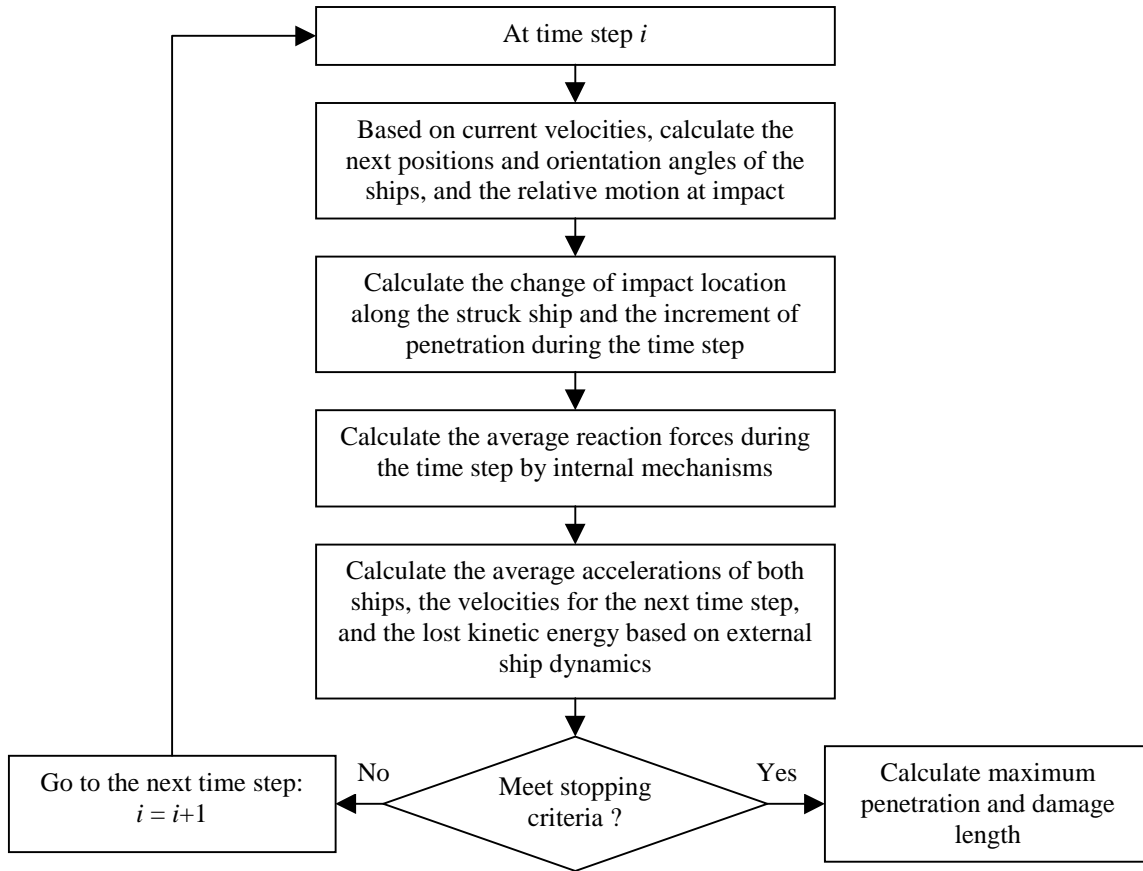 At time step i
Based on current velocities, calculate the
next positions and orientation angles of the
ships, and the relative motion at impact
Calculate the change of impact location
along the struck ship and the increment of
penetration during the time step
Calculate the average reaction forces during
the time step by internal mechanisms
Calculate the average accelerations of both
ships, the velocities for the next time step,
and the lost kinetic energy based on external
ship dynamics
Go to the next time step:
i = i+1
No
Meet stopping
criteria ?
Yes
Calculate maximum
penetration and damage
length